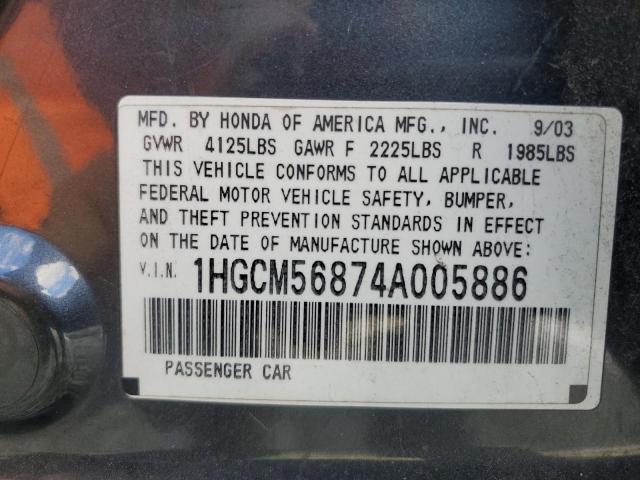 MFD. BY HONDA OF AMERICA MFG., INC. 9/03
GVWR 4125LBS GAWR F 2225LBS R 1985LBS
THIS VEHICLE CONFORMS TO ALL APPLICABLE
FEDERAL MOTOR VEHICLE SAFETY, BUMPER,
AND THEFT PREVENTION STANDARDS IN EFFECT
ON THE DATE OF MANUFACTURE SHOWN ABOVE:
V.I.N. 1HGCM56874A005886
PASSENGER CAR